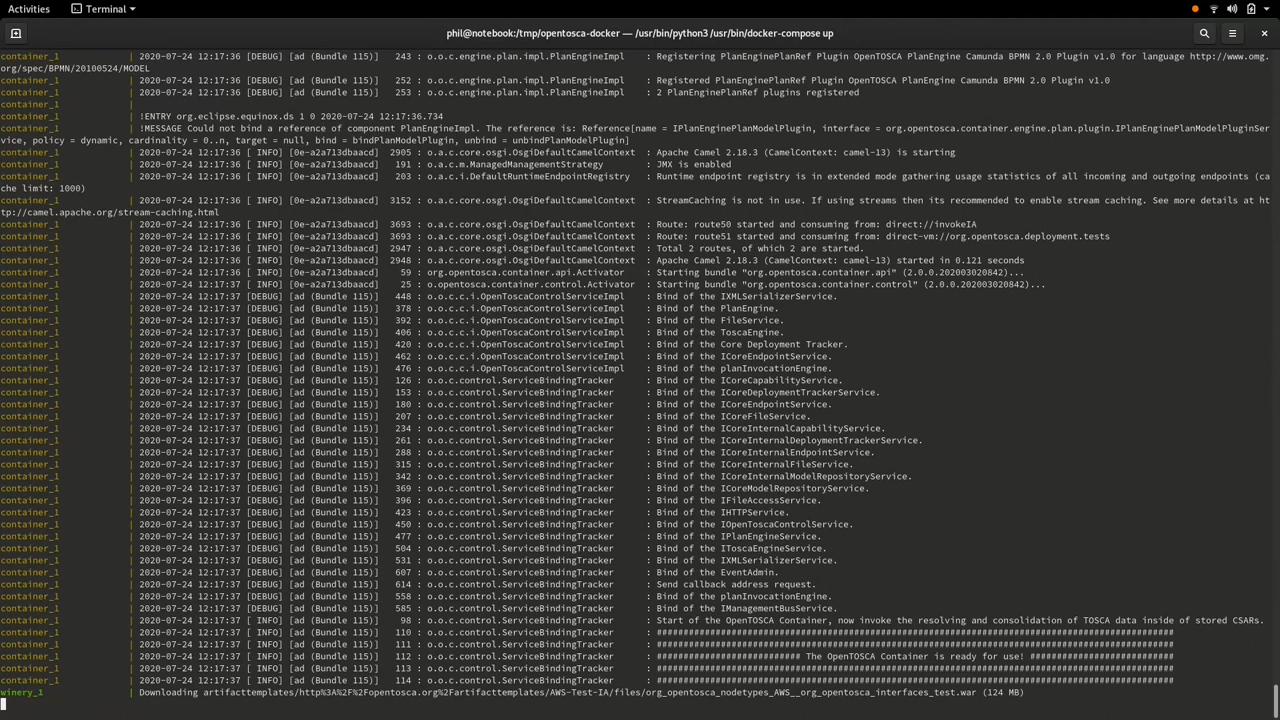 Activities
Terminal
phil@notebook:/tmp/opentosca-docker — /usr/bin/python3 /usr/bin/docker-compose up
container_1 | 2020-07-24 12:17:36 [DEBUG] [ad (Bundle 115)] 243 : o.o.c.engine.plan.impl.PlanEngineImpl : Registering PlanEnginePlanRef Plugin OpenTOSCA PlanEngine Camunda BPMN 2.0 Plugin v1.0 for language http://www.omg.
org/spec/BPMN/20100524/MODEL
container_1 | 2020-07-24 12:17:36 [DEBUG] [ad (Bundle 115)] 252 : o.o.c.engine.plan.impl.PlanEngineImpl : Registered PlanEnginePlanRef Plugin OpenTOSCA PlanEngine Camunda BPMN 2.0 Plugin v1.0
container_1 | 2020-07-24 12:17:36 [DEBUG] [ad (Bundle 115)] 253 : o.o.c.engine.plan.impl.PlanEngineImpl : 2 PlanEnginePlanRef plugins registered
container_1 |
container_1 | !ENTRY org.eclipse.equinox.ds 1 0 2020-07-24 12:17:36.734
container_1 | !MESSAGE Could not bind a reference of component PlanEngineImpl. The reference is: Reference[name = IPlanEnginePlanModelPlugin, interface = org.opentosca.container.engine.plan.plugin.IPlanEnginePlanModelPluginSer
vice, policy = dynamic, cardinality = 0..n, target = null, bind = bindPlanModelPlugin, unbind = unbindPlanModelPlugin]
container_1 | 2020-07-24 12:17:36 [ INFO] [0e-a2a713dbaacd] 2905 : o.a.c.core.osgi.OsgiDefaultCamelContext : Apache Camel 2.18.3 (CamelContext: camel-13) is starting
container_1 | 2020-07-24 12:17:36 [ INFO] [0e-a2a713dbaacd] 191 : o.a.c.m.ManagedManagementStrategy : JMX is enabled
container_1 | 2020-07-24 12:17:36 [ INFO] [0e-a2a713dbaacd] 203 : o.a.c.i.DefaultRuntimeEndpointRegistry : Runtime endpoint registry is in extended mode gathering usage statistics of all incoming and outgoing endpoints (ca
che limit: 1000)
container_1 | 2020-07-24 12:17:36 [ INFO] [0e-a2a713dbaacd] 3152 : o.a.c.core.osgi.OsgiDefaultCamelContext : StreamCaching is not in use. If using streams then its recommended to enable stream caching. See more details at ht
tp://camel.apache.org/stream-caching.html
container_1 | 2020-07-24 12:17:36 [ INFO] [0e-a2a713dbaacd] 3693 : o.a.c.core.osgi.OsgiDefaultCamelContext : Route: route50 started and consuming from: direct://invokeIA
container_1 | 2020-07-24 12:17:36 [ INFO] [0e-a2a713dbaacd] 3693 : o.a.c.core.osgi.OsgiDefaultCamelContext : Route: route51 started and consuming from: direct-vm://org.opentosca.deployment.tests
container_1 | 2020-07-24 12:17:36 [ INFO] [0e-a2a713dbaacd] 2947 : o.a.c.core.osgi.OsgiDefaultCamelContext : Total 2 routes, of which 2 are started.
container_1 | 2020-07-24 12:17:36 [ INFO] [0e-a2a713dbaacd] 2948 : o.a.c.core.osgi.OsgiDefaultCamelContext : Apache Camel 2.18.3 (CamelContext: camel-13) started in 0.121 seconds
container_1 | 2020-07-24 12:17:36 [ INFO] [0e-a2a713dbaacd] 59 : org.opentosca.container.api.Activator : Starting bundle "org.opentosca.container.api" (2.0.0.202003020842)...
container_1 | 2020-07-24 12:17:37 [ INFO] [0e-a2a713dbaacd] 25 : o.opentosca.container.control.Activator : Starting bundle "org.opentosca.container.control" (2.0.0.202003020842)...
container_1 | 2020-07-24 12:17:37 [DEBUG] [ad (Bundle 115)] 448 : o.o.c.c.i.OpenToscaControlServiceImpl : Bind of the IXMLSerializerService.
container_1 | 2020-07-24 12:17:37 [DEBUG] [ad (Bundle 115)] 378 : o.o.c.c.i.OpenToscaControlServiceImpl : Bind of the PlanEngine.
container_1 | 2020-07-24 12:17:37 [DEBUG] [ad (Bundle 115)] 392 : o.o.c.c.i.OpenToscaControlServiceImpl : Bind of the FileService.
container_1 | 2020-07-24 12:17:37 [DEBUG] [ad (Bundle 115)] 406 : o.o.c.c.i.OpenToscaControlServiceImpl : Bind of the ToscaEngine.
container_1 | 2020-07-24 12:17:37 [DEBUG] [ad (Bundle 115)] 420 : o.o.c.c.i.OpenToscaControlServiceImpl : Bind of the Core Deployment Tracker.
container_1 | 2020-07-24 12:17:37 [DEBUG] [ad (Bundle 115)] 462 : o.o.c.c.i.OpenToscaControlServiceImpl : Bind of the ICoreEndpointService.
container_1 | 2020-07-24 12:17:37 [DEBUG] [ad (Bundle 115)] 476 : o.o.c.c.i.OpenToscaControlServiceImpl : Bind of the planInvocationEngine.
container_1 | 2020-07-24 12:17:37 [DEBUG] [ad (Bundle 115)] 126 : o.o.c.control.ServiceBindingTracker : Bind of the ICoreCapabilityService.
container_1 | 2020-07-24 12:17:37 [DEBUG] [ad (Bundle 115)] 153 : o.o.c.control.ServiceBindingTracker : Bind of the ICoreDeploymentTrackerService.
container_1 | 2020-07-24 12:17:37 [DEBUG] [ad (Bundle 115)] 180 : o.o.c.control.ServiceBindingTracker : Bind of the ICoreEndpointService.
container_1 | 2020-07-24 12:17:37 [DEBUG] [ad (Bundle 115)] 207 : o.o.c.control.ServiceBindingTracker : Bind of the ICoreFileService.
container_1 | 2020-07-24 12:17:37 [DEBUG] [ad (Bundle 115)] 234 : o.o.c.control.ServiceBindingTracker : Bind of the ICoreInternalCapabilityService.
container_1 | 2020-07-24 12:17:37 [DEBUG] [ad (Bundle 115)] 261 : o.o.c.control.ServiceBindingTracker : Bind of the ICoreInternalDeploymentTrackerService.
container_1 | 2020-07-24 12:17:37 [DEBUG] [ad (Bundle 115)] 288 : o.o.c.control.ServiceBindingTracker : Bind of the ICoreInternalEndpointService.
container_1 | 2020-07-24 12:17:37 [DEBUG] [ad (Bundle 115)] 315 : o.o.c.control.ServiceBindingTracker : Bind of the ICoreInternalFileService.
container_1 | 2020-07-24 12:17:37 [DEBUG] [ad (Bundle 115)] 342 : o.o.c.control.ServiceBindingTracker : Bind of the ICoreInternalModelRepositoryService.
container_1 | 2020-07-24 12:17:37 [DEBUG] [ad (Bundle 115)] 369 : o.o.c.control.ServiceBindingTracker : Bind of the ICoreModelRepositoryService.
container_1 | 2020-07-24 12:17:37 [DEBUG] [ad (Bundle 115)] 396 : o.o.c.control.ServiceBindingTracker : Bind of the IFileAccessService.
container_1 | 2020-07-24 12:17:37 [DEBUG] [ad (Bundle 115)] 423 : o.o.c.control.ServiceBindingTracker : Bind of the IHTTPService.
container_1 | 2020-07-24 12:17:37 [DEBUG] [ad (Bundle 115)] 450 : o.o.c.control.ServiceBindingTracker : Bind of the IOpenToscaControlService.
container_1 | 2020-07-24 12:17:37 [DEBUG] [ad (Bundle 115)] 477 : o.o.c.control.ServiceBindingTracker : Bind of the IPlanEngineService.
container_1 | 2020-07-24 12:17:37 [DEBUG] [ad (Bundle 115)] 504 : o.o.c.control.ServiceBindingTracker : Bind of the IToscaEngineService.
container_1 | 2020-07-24 12:17:37 [DEBUG] [ad (Bundle 115)] 531 : o.o.c.control.ServiceBindingTracker : Bind of the IXMLSerializerService.
container_1 | 2020-07-24 12:17:37 [DEBUG] [ad (Bundle 115)] 607 : o.o.c.control.ServiceBindingTracker : Bind of the EventAdmin.
container_1 | 2020-07-24 12:17:37 [DEBUG] [ad (Bundle 115)] 614 : o.o.c.control.ServiceBindingTracker : Send callback address request.
container_1 | 2020-07-24 12:17:37 [DEBUG] [ad (Bundle 115)] 558 : o.o.c.control.ServiceBindingTracker : Bind of the planInvocationEngine.
container_1 | 2020-07-24 12:17:37 [DEBUG] [ad (Bundle 115)] 585 : o.o.c.control.ServiceBindingTracker : Bind of the IManagementBusService.
container_1 | 2020-07-24 12:17:37 [ INFO] [ad (Bundle 115)] 98 : o.o.c.control.ServiceBindingTracker : Start of the OpenTOSCA Container, now invoke the resolving and consolidation of TOSCA data inside of stored CSARs.
container_1 | 2020-07-24 12:17:37 [ INFO] [ad (Bundle 115)] 110 : o.o.c.control.ServiceBindingTracker : #################################################################################################
container_1 | 2020-07-24 12:17:37 [ INFO] [ad (Bundle 115)] 111 : o.o.c.control.ServiceBindingTracker : #################################################################################################
container_1 | 2020-07-24 12:17:37 [ INFO] [ad (Bundle 115)] 112 : o.o.c.control.ServiceBindingTracker : ########################### The OpenTOSCA Container is ready for use! ###########################
container_1 | 2020-07-24 12:17:37 [ INFO] [ad (Bundle 115)] 113 : o.o.c.control.ServiceBindingTracker : #################################################################################################
container_1 | 2020-07-24 12:17:37 [ INFO] [ad (Bundle 115)] 114 : o.o.c.control.ServiceBindingTracker : #################################################################################################
winery_1 | Downloading artifacttemplates/http%3A%2F%2Fopentosca.org%2Fartifacttemplates/AWS-Test-IA/files/org_opentosca_nodetypes_AWS__org_opentosca_interfaces_test.war (124 MB)